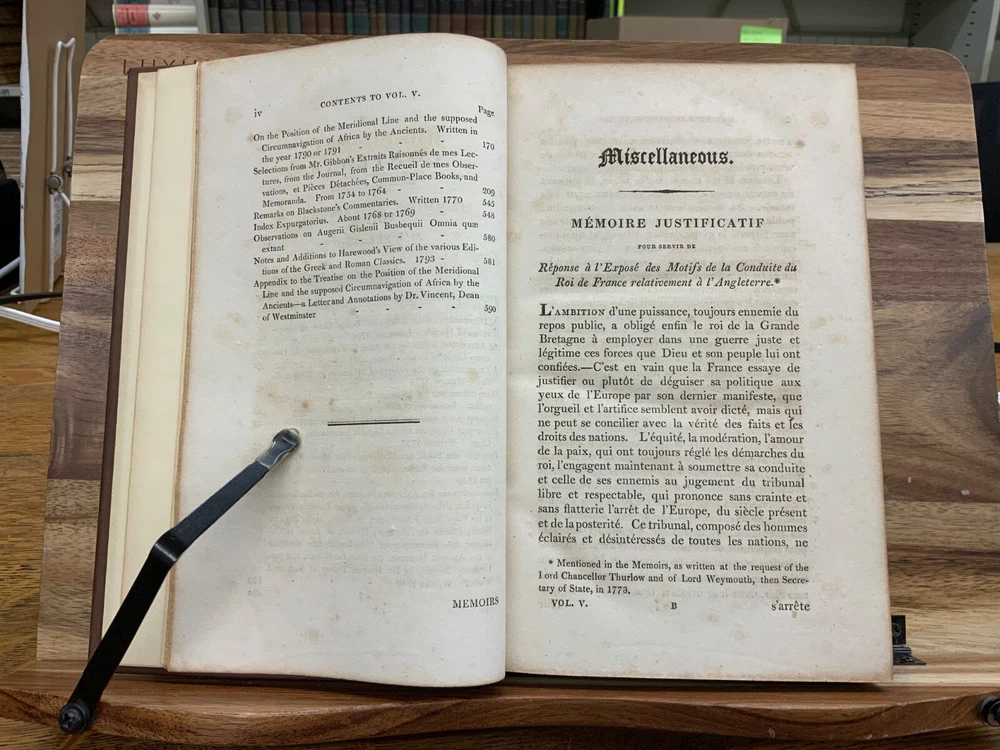 iv
CONTENTS TO VOL. V.
Page
On the Position of the Meridional Line and the supposed
Circumnavigation of Africa by the Ancients. Written in
the year 1790 or 1791 - - - - 170
Selections from Mr. Gibbon's Extraits Raisonnés de mes Lec-
tures, from the Journal, from the Recueil de mes Obser-
vations, et Pièces Détachées, Common-Place Books, and
Memoranda. From 1754 to 1764 - - 209
Remarks on Blackstone's Commentaries. Written 1770 545
Index Expurgatorius. About 1768 or 1769 - 548
Observations on Augerii Gislenii Busbequii Omnia quæ
extant - - - - - 580
Notes and Additions to Harewood's View of the various Edi-
tions of the Greek and Roman Classics. 1793 - 581
Appendix to the Treatise on the Position of the Meridional
Line and the supposed Circumnavigation of Africa by the
Ancients—a Letter and Annotations by Dr. Vincent, Dean
of Westminster - - - - 590
MEMOIRS
Miscellaneous.
MÉMOIRE JUSTIFICATIF
POUR SERVIR DE
Réponse à l'Exposé des Motifs de la Conduite du
Roi de France relativement à l'Angleterre.*
L'AMBITION d'une puissance, toujours ennemie du
repos public, a obligé enfin le roi de la Grande
Bretagne à employer dans une guerre juste et
légitime ces forces que Dieu et son peuple lui ont
confiées.—C'est en vain que la France essaye de
justifier ou plutôt de déguiser sa politique aux
yeux de l'Europe par son dernier manifeste, que
l'orgueil et l'artifice semblent avoir dicté, mais qui
ne peut se concilier avec la vérité des faits et les
droits des nations. L'équité, la modération, l'amour
de la paix, qui ont toujours réglé les démarches du
roi, l'engagent maintenant à soumettre sa conduite
et celle de ses ennemis au jugement du tribunal
libre et respectable, qui prononce sans crainte et
sans flatterie l'arrêt de l'Europe, du siècle présent
et de la posterité. Ce tribunal, composé des hommes
éclairés et désintéressés de toutes les nations, ne
* Mentioned in the Memoirs, as written at the request of the
Lord Chancellor Thurlow and of Lord Weymouth, then Secre-
tary of State, in 1773.
VOL. V. B s'arrête